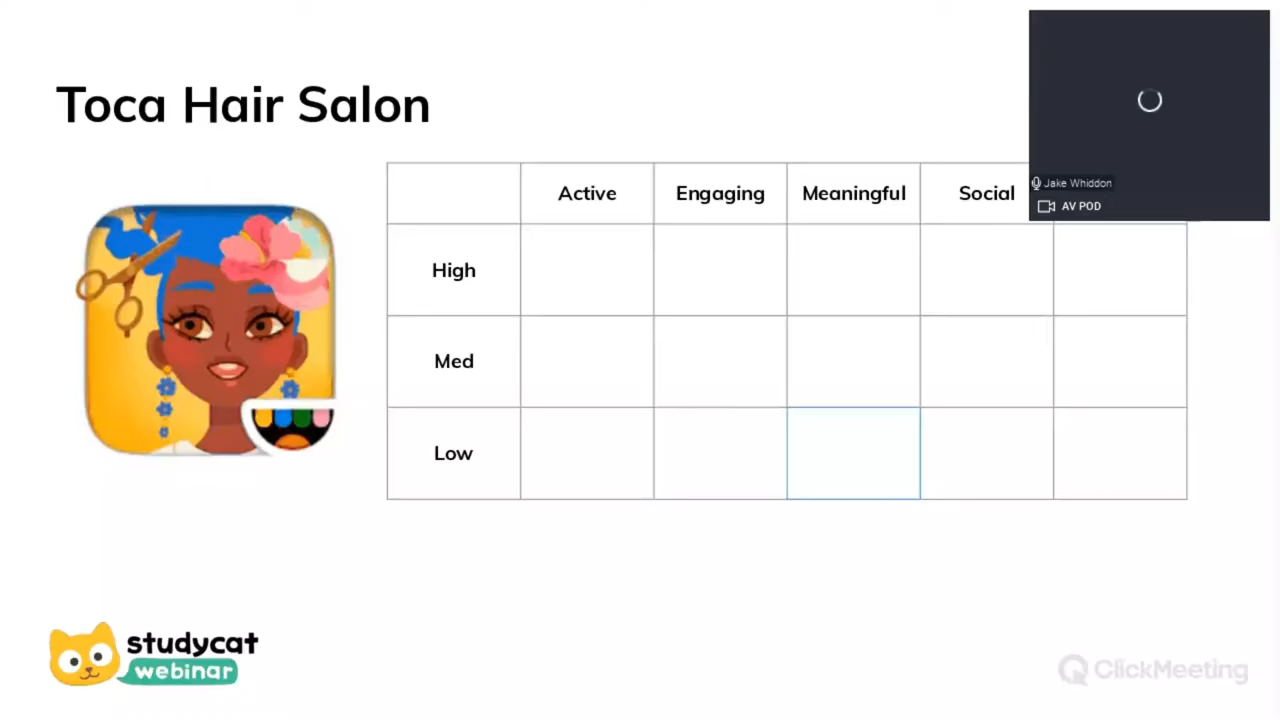 Toca Hair Salon
Jake Whiddon
AV POD
Active Engaging Meaningful Social
High
Med
Low
studycat
webinar
ClickMeeting